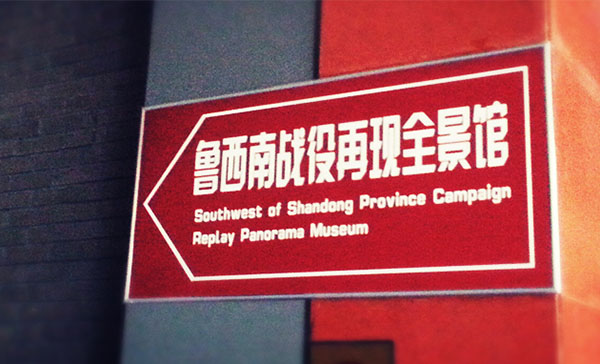 鲁西南战役再现全景馆
Southwest of Shandong Province Campaign
Replay Panorama Museum